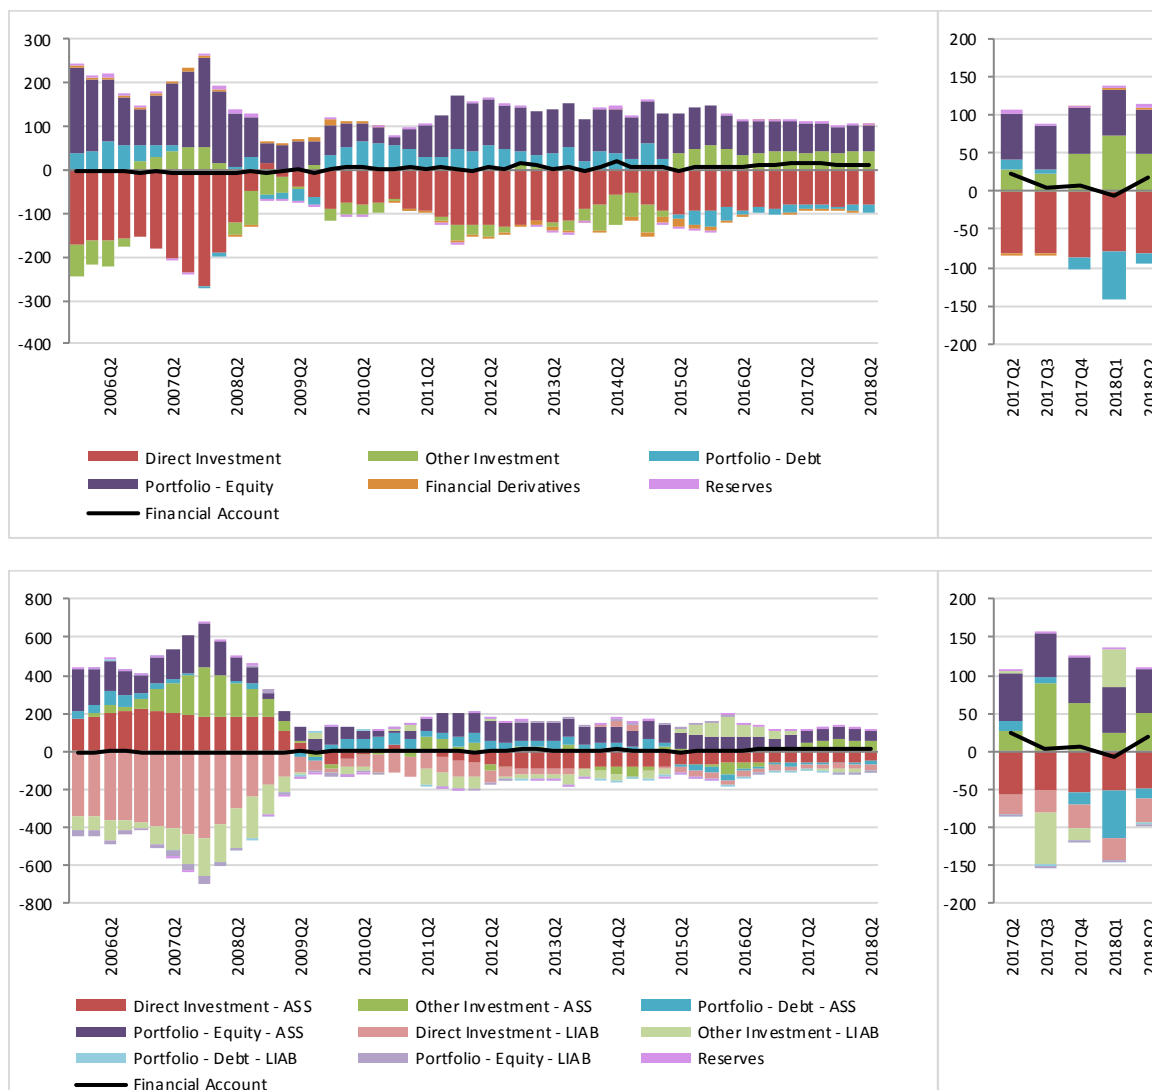 300
200
100
0
-100
-200
-300
-400
2006Q2
2007Q2
2008Q2
2009Q2
2010Q2
2011Q2
2012Q2
2013Q2
2014Q2
2015Q2
2016Q2
2017Q2
2018Q2
Direct Investment
Other Investment
Portfolio - Debt
Portfolio - Equity
Financial Derivatives
Reserves
Financial Account
200
150
100
50
0
-50
-100
-150
-200
2017Q2
2017Q3
2017Q4
2018Q1
2018Q2
800
600
400
200
0
-200
-400
-600
-800
2006Q2
2007Q2
2008Q2
2009Q2
2010Q2
2011Q2
2012Q2
2013Q2
2014Q2
2015Q2
2016Q2
2017Q2
2018Q2
Direct Investment - ASS
Other Investment - ASS
Portfolio - Debt - ASS
Portfolio - Equity - ASS
Direct Investment - LIAB
Other Investment - LIAB
Portfolio - Debt - LIAB
Portfolio - Equity - LIAB
Reserves
Financial Account
200
150
100
50
0
-50
-100
-150
-200
2017Q2
2017Q3
2017Q4
2018Q1
2018Q2